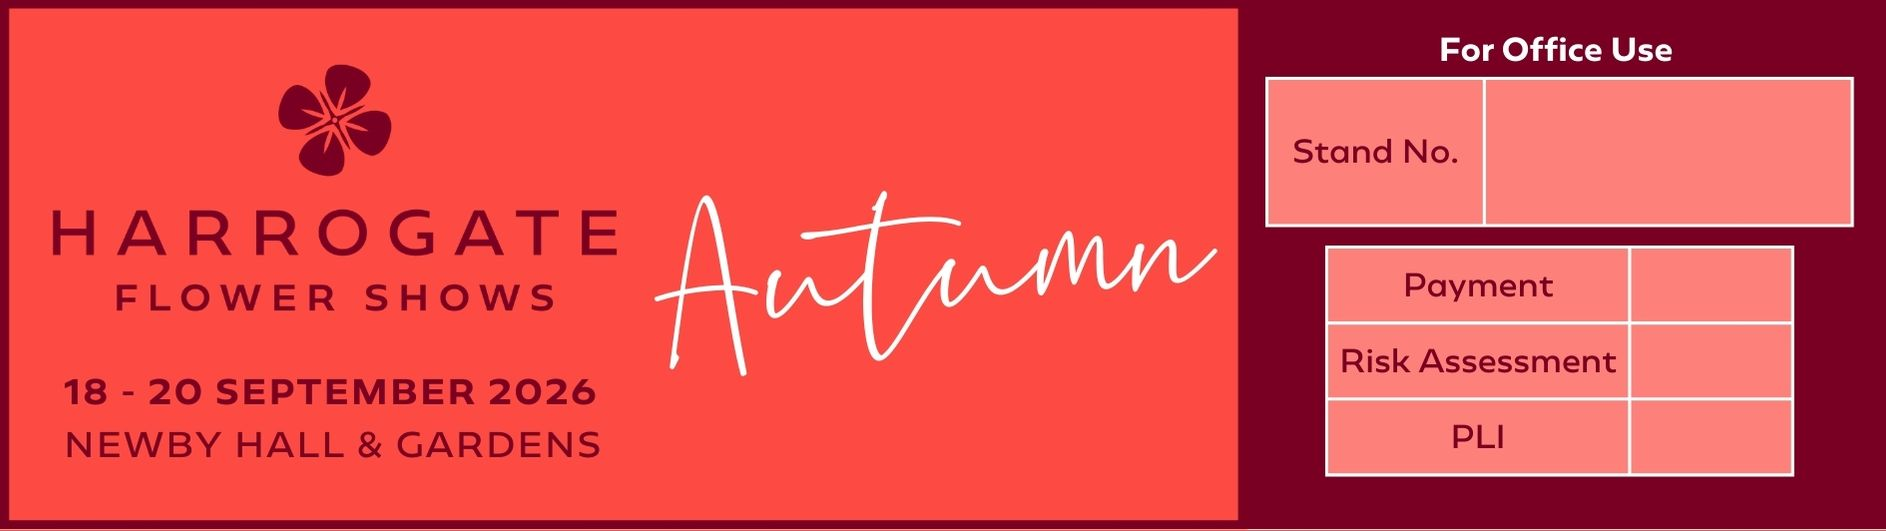 HARROGATE
FLOWER SHOWS
Autumn
18 - 20 SEPTEMBER 2026
NEWBY HALL & GARDENS
For Office Use
Stand No.
Payment
Risk Assessment
PLI